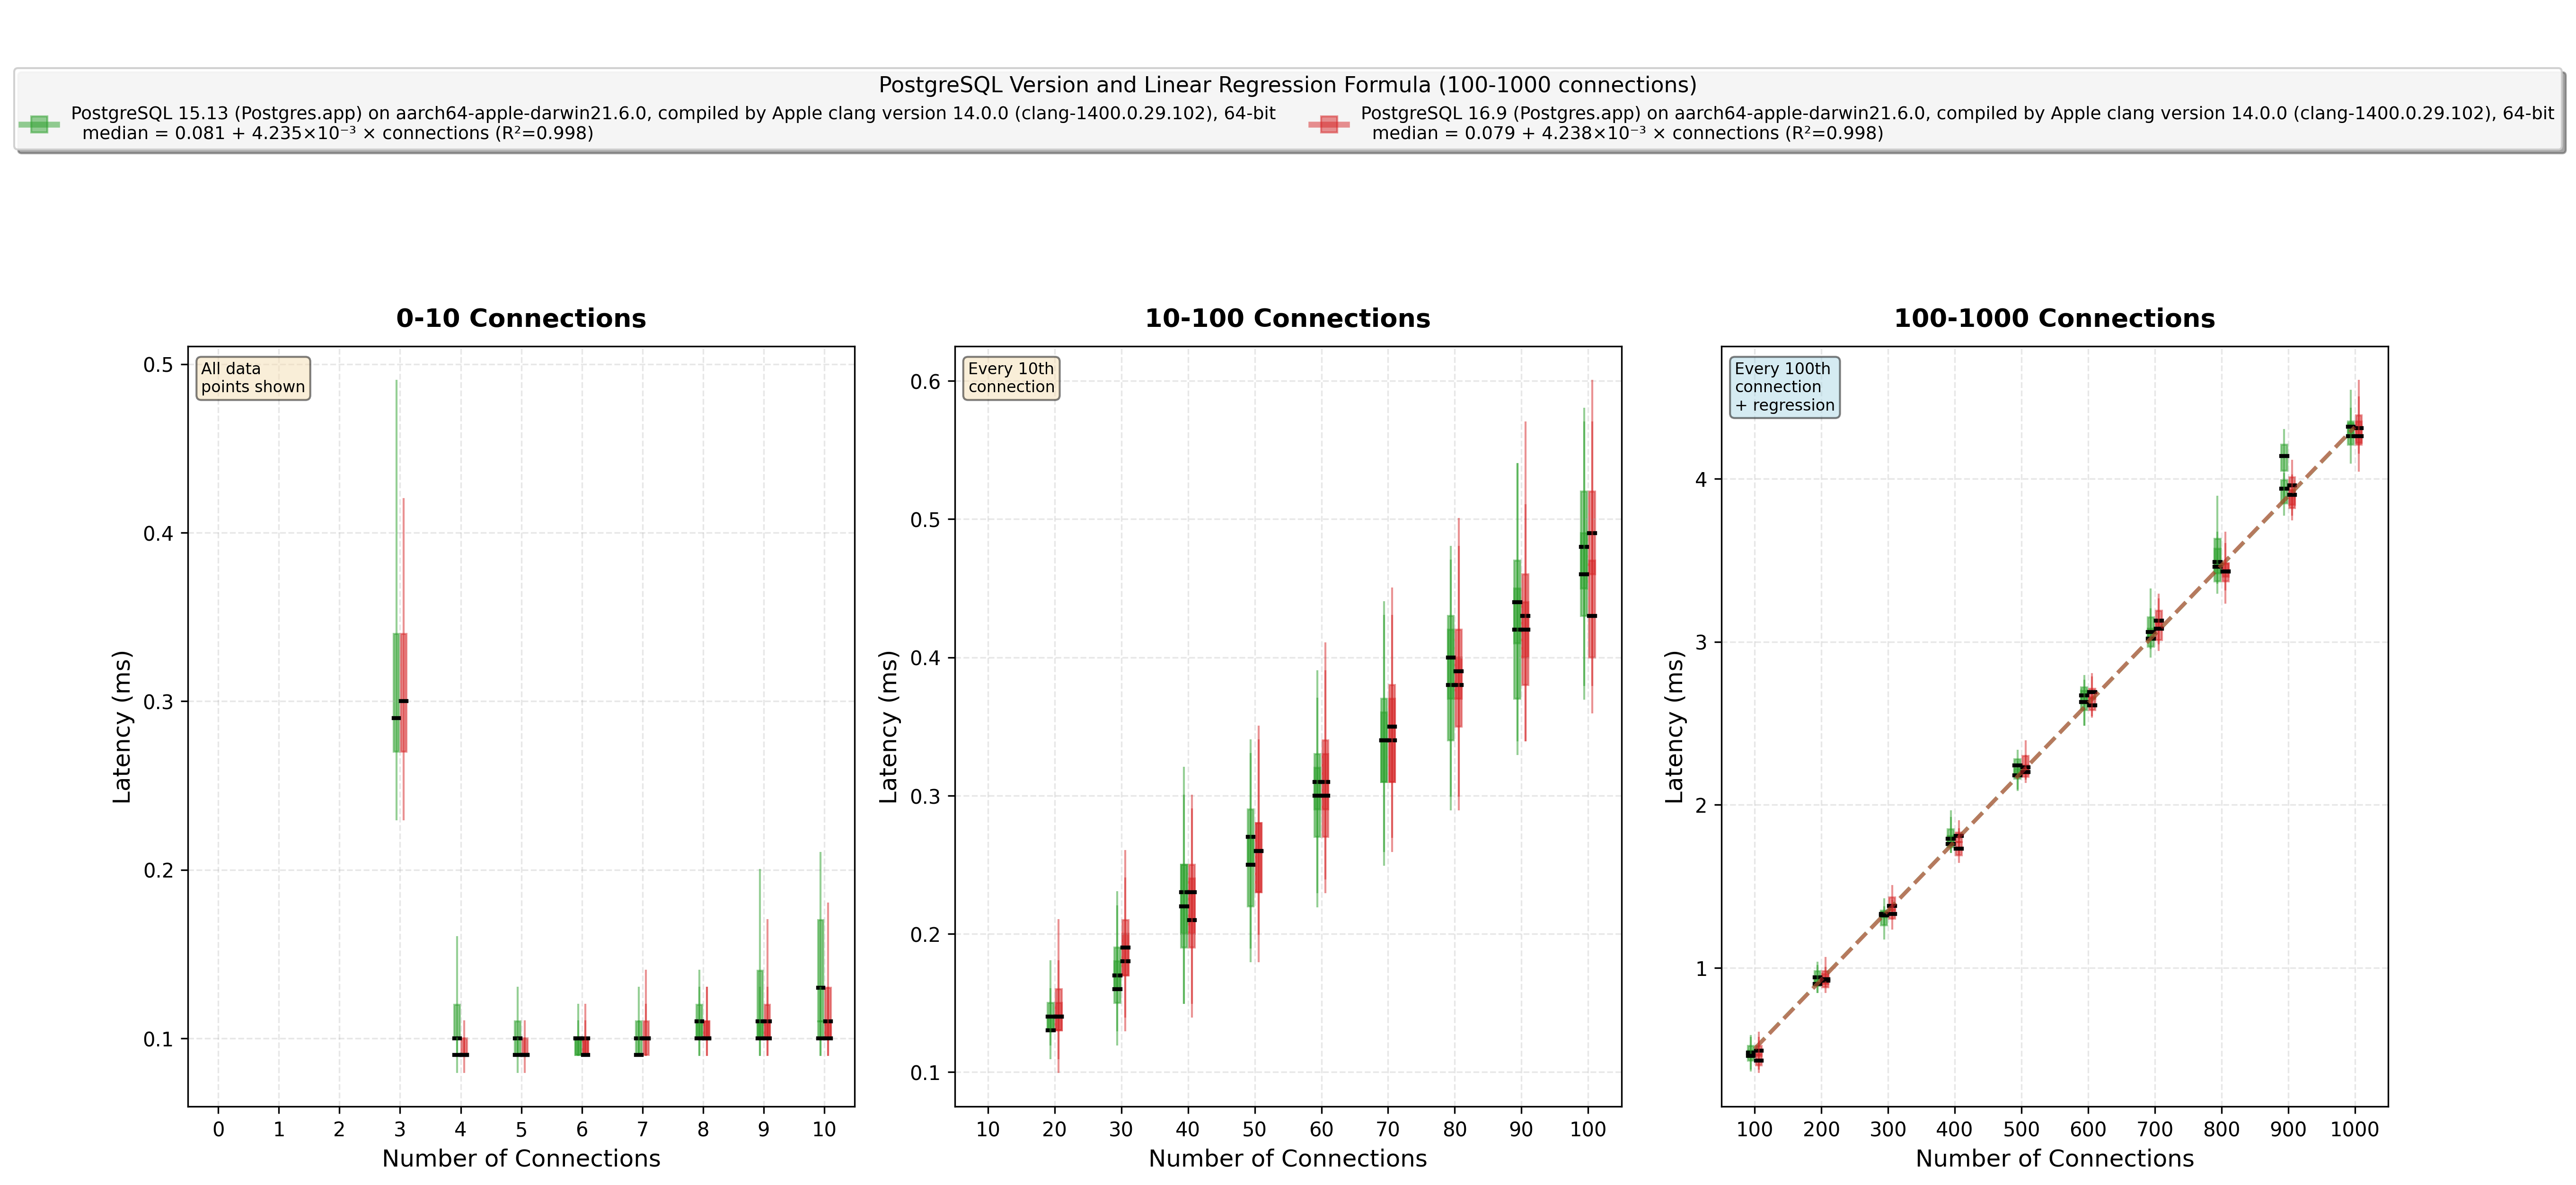 PostgreSQL Version and Linear Regression Formula (100-1000 connections)
PostgreSQL 15.13 (Postgres.app) on aarch64-apple-darwin21.6.0, compiled by Apple clang version 14.0.0 (clang-1400.0.29.102), 64-bit
median = 0.081 + 4.235×10⁻³ × connections (R²=0.998)
PostgreSQL 16.9 (Postgres.app) on aarch64-apple-darwin21.6.0, compiled by Apple clang version 14.0.0 (clang-1400.0.29.102), 64-bit
median = 0.079 + 4.238×10⁻³ × connections (R²=0.998)
0-10 Connections
All data
points shown
0.5
0.4
0.3
0.2
0.1
Latency (ms)
0 1 2 3 4 5 6 7 8 9 10
Number of Connections
10-100 Connections
Every 10th
connection
0.6
0.5
0.4
0.3
0.2
0.1
Latency (ms)
10 20 30 40 50 60 70 80 90 100
Number of Connections
100-1000 Connections
Every 100th
connection
+ regression
4
3
2
1
Latency (ms)
100 200 300 400 500 600 700 800 900 1000
Number of Connections